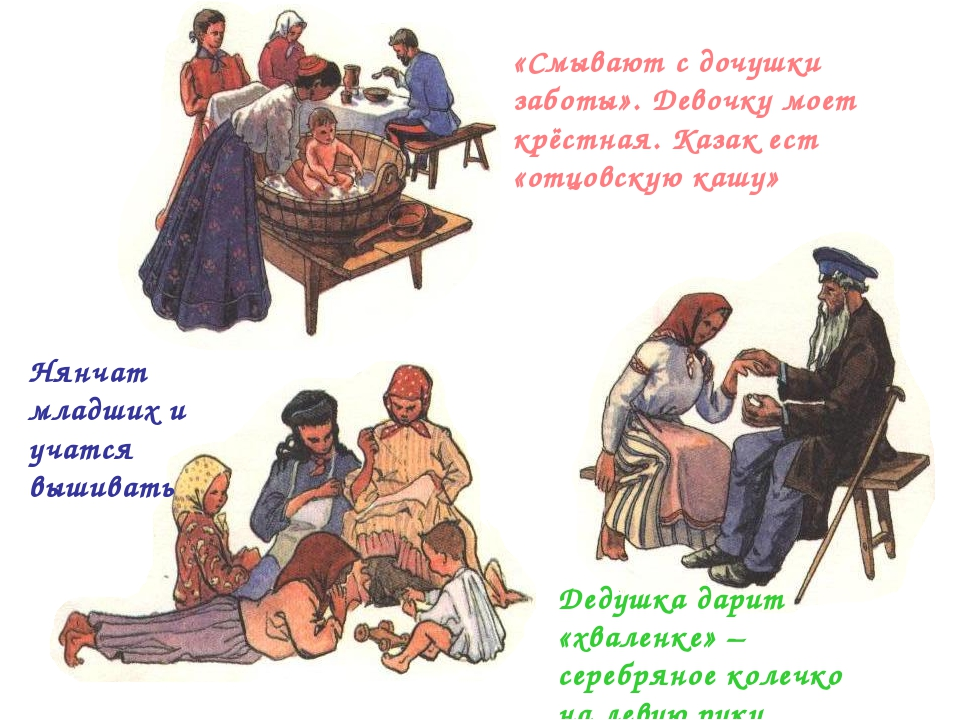 «Смывают с дочушки
заботы». Девочку моет
крёстная. Казак ест
«отцовскую кашу»
Нянчат
младших и
учатся
вышивать
Дедушка дарит
«хваленке» –
серебряное колечко
на левую руку